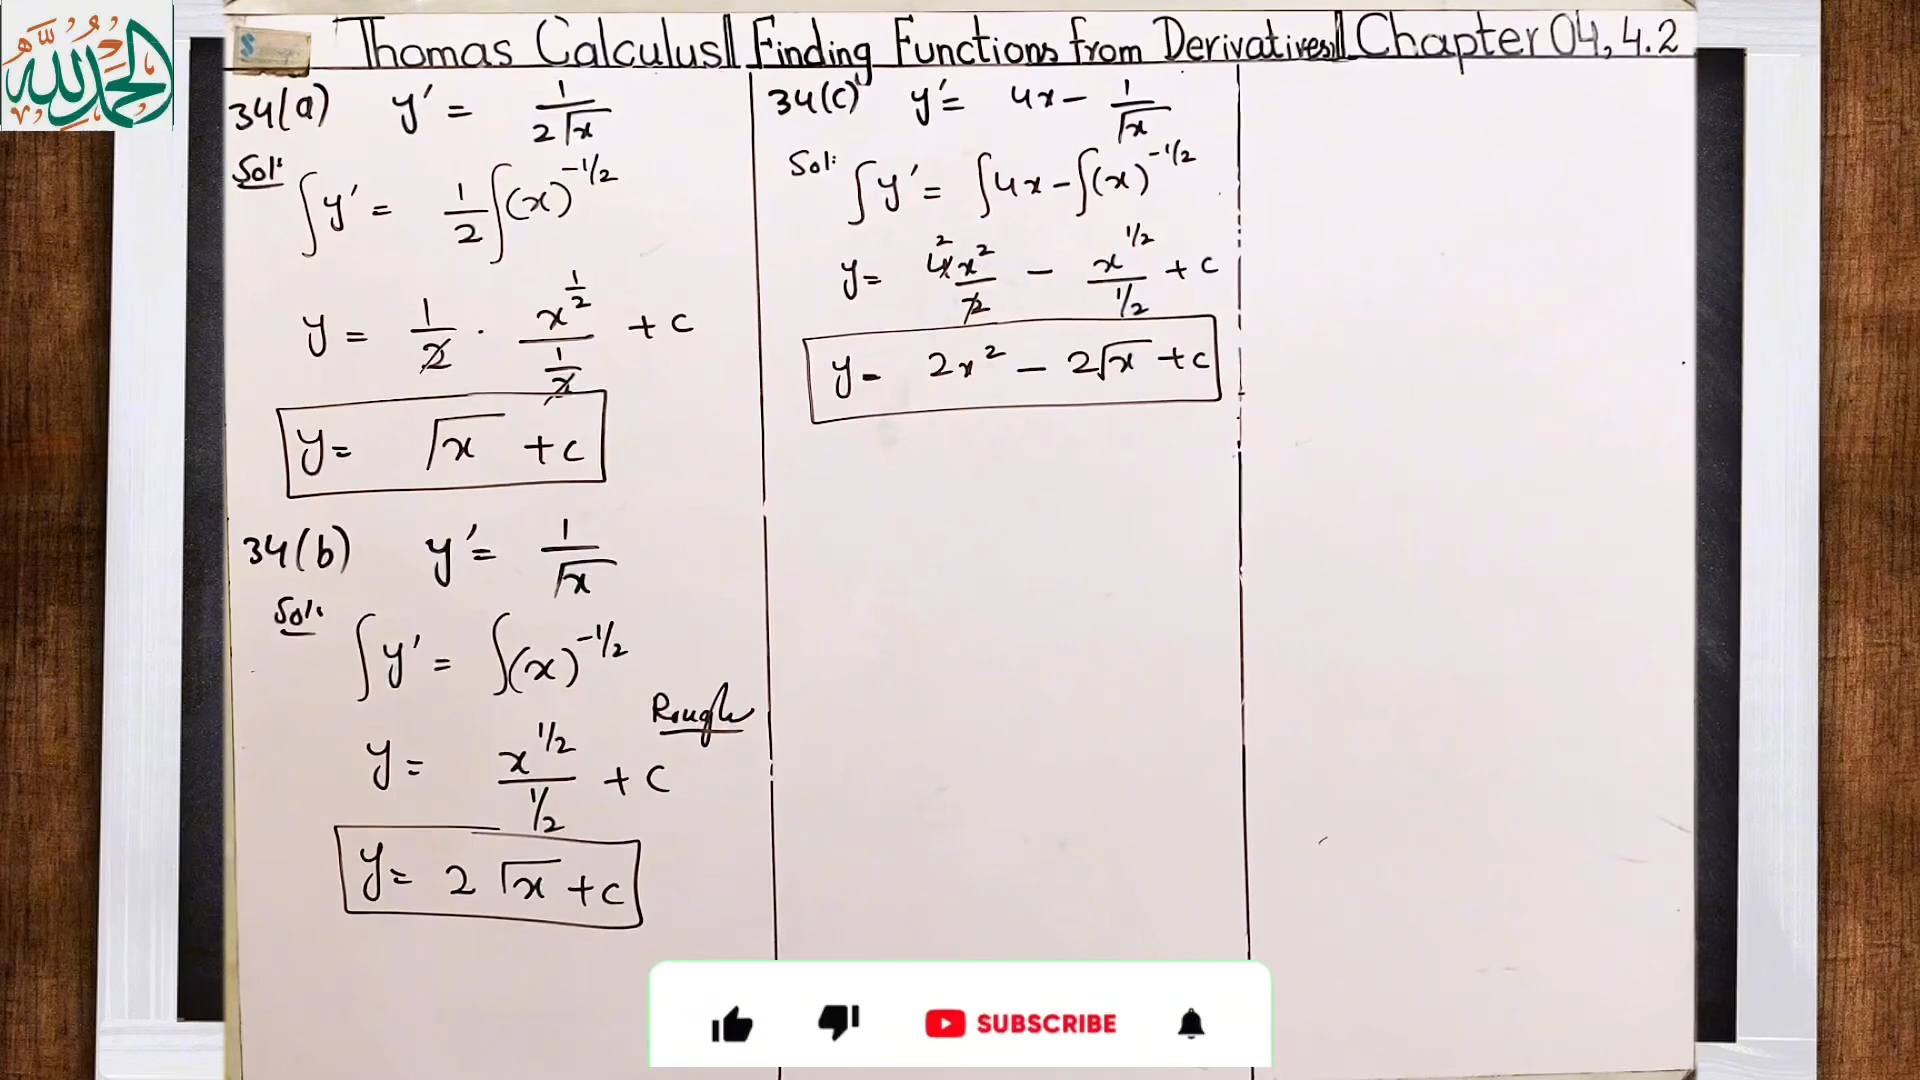 الحمد لله
Thomas Calculus|| Finding Functions from Derivatives|| Chapter 04, 4.2
34(a) y' = 1/(2√x)
Sol:
∫y' = 1/2 ∫(x)^-1/2
y = 1/2 · x^(1/2)/(1/2) + c
y = √x + c
34(b) y' = 1/√x
Sol:
∫y' = ∫(x)^-1/2
Rough
y = x^1/2/(1/2) + c
y = 2√x + c
34(c) y' = 4x - 1/√x
Sol:
∫y' = ∫4x - ∫(x)^-1/2
y = 4x²/2 - x^1/2/(1/2) + c
y = 2x² - 2√x + c
SUBSCRIBE